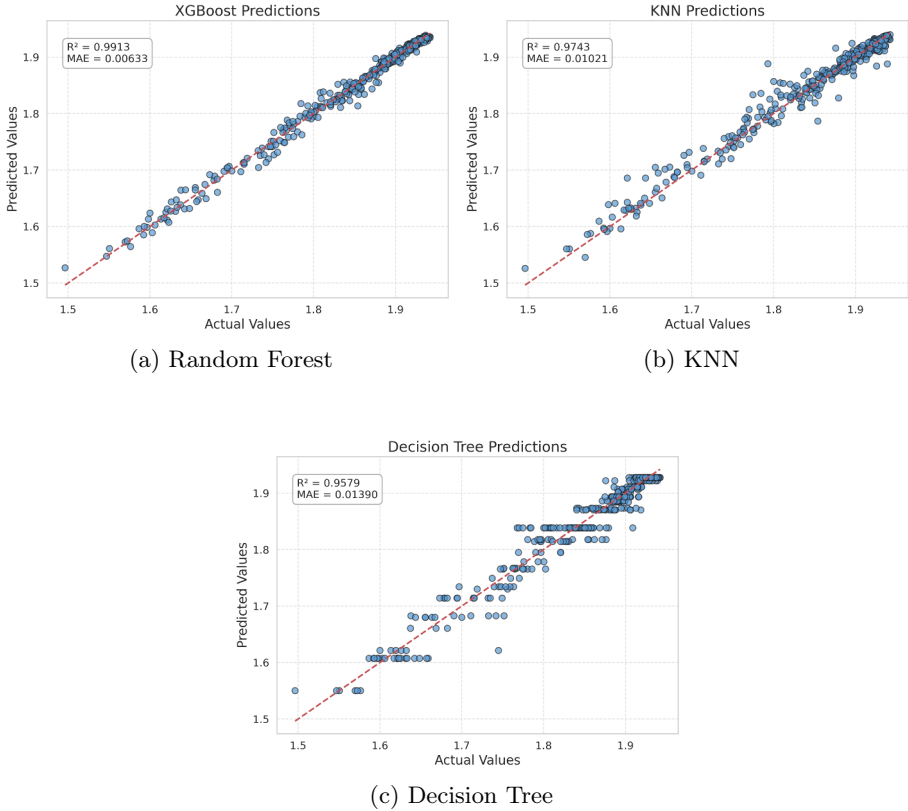 XGBoost Predictions
R² = 0.9913
MAE = 0.00633
1.9
1.8
1.7
1.6
1.5
Predicted Values
1.5 1.6 1.7 1.8 1.9
Actual Values
(a) Random Forest
KNN Predictions
R² = 0.9743
MAE = 0.01021
1.9
1.8
1.7
1.6
1.5
Predicted Values
1.5 1.6 1.7 1.8 1.9
Actual Values
(b) KNN
Decision Tree Predictions
R² = 0.9579
MAE = 0.01390
1.9
1.8
1.7
1.6
1.5
Predicted Values
1.5 1.6 1.7 1.8 1.9
Actual Values
(c) Decision Tree